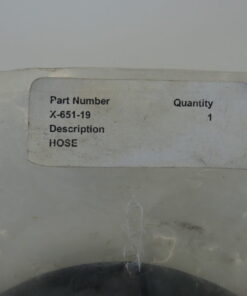 Part Number Quantity
X-651-19 1
Description
HOSE